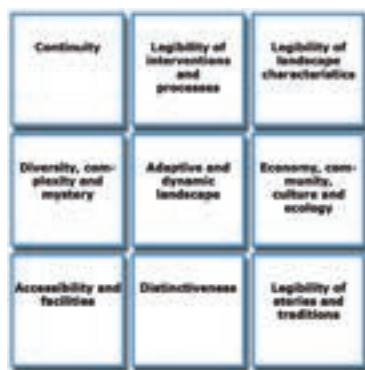 Continuity
Legibility of
interventions
and
processes
Legibility of
landscape
characteristics
Diversity, com-
plexity and
mystery
Adaptive and
dynamic
landscape
Economy, com-
munity,
culture and
ecology
Accessibility and
facilities
Distinctiveness
Legibility of
stories and
traditions